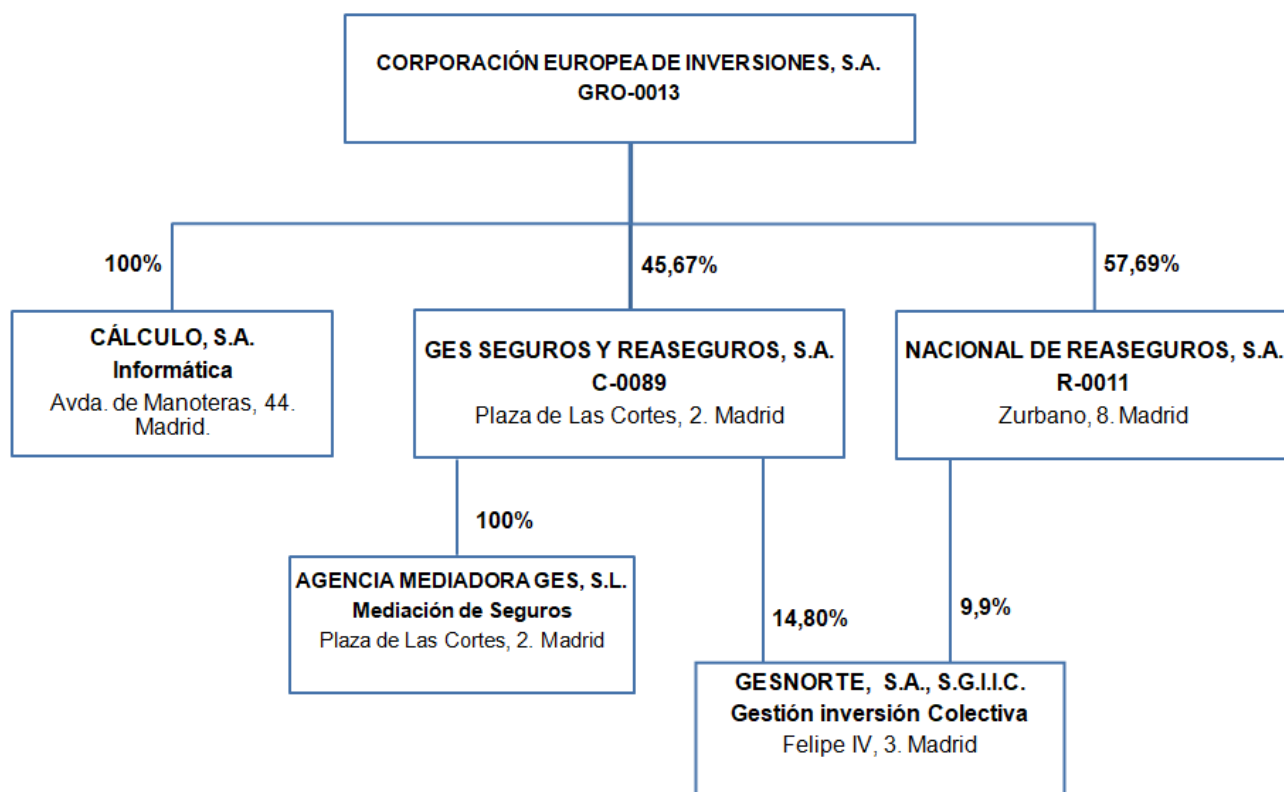 CORPORACIÓN EUROPEA DE INVERSIONES, S.A.
GRO-0013
100%
45,67%
57,69%
CÁLCULO, S.A.
Informática
Avda. de Manoteras, 44.
Madrid.
GES SEGUROS Y REASEGUROS, S.A.
C-0089
Plaza de Las Cortes, 2. Madrid
NACIONAL DE REASEGUROS, S.A.
R-0011
Zurbano, 8. Madrid
100%
AGENCIA MEDIADORA GES, S.L.
Mediación de Seguros
Plaza de Las Cortes, 2. Madrid
14,80%
9,9%
GESNORTE, S.A., S.G.I.I.C.
Gestión inversión Colectiva
Felipe IV, 3. Madrid